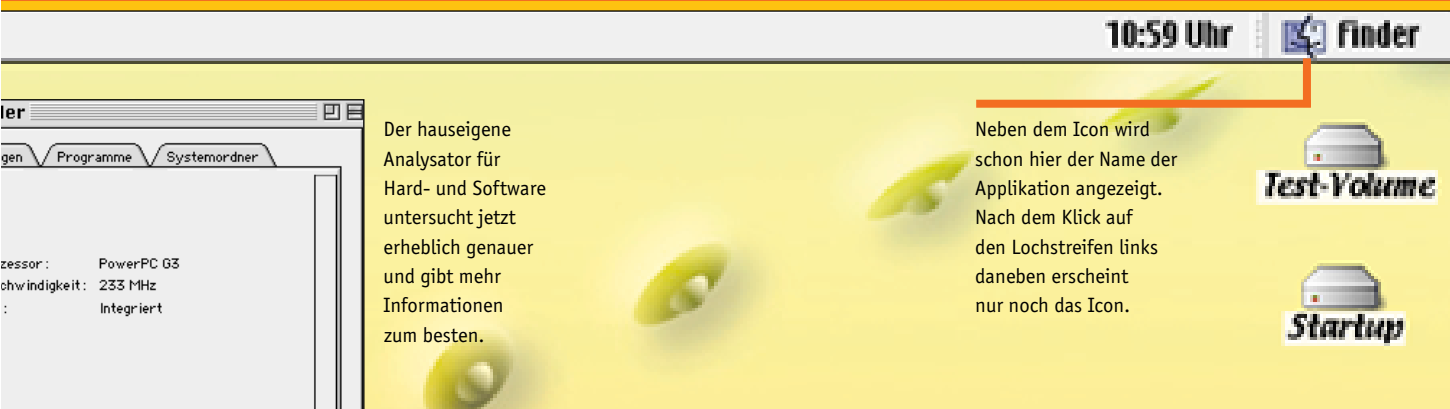 10:59 Uhr
Finder
ler
gen
Programme
Systemordner
zessor: PowerPC G3
chwindigkeit: 233 MHz
: Integriert
Der hauseigene
Analysator für
Hard- und Software
untersucht jetzt
erheblich genauer
und gibt mehr
Informationen
zum besten.
Neben dem Icon wird
schon hier der Name der
Applikation angezeigt.
Nach dem Klick auf
den Lochstreifen links
daneben erscheint
nur noch das Icon.
Test-Volume
Startup